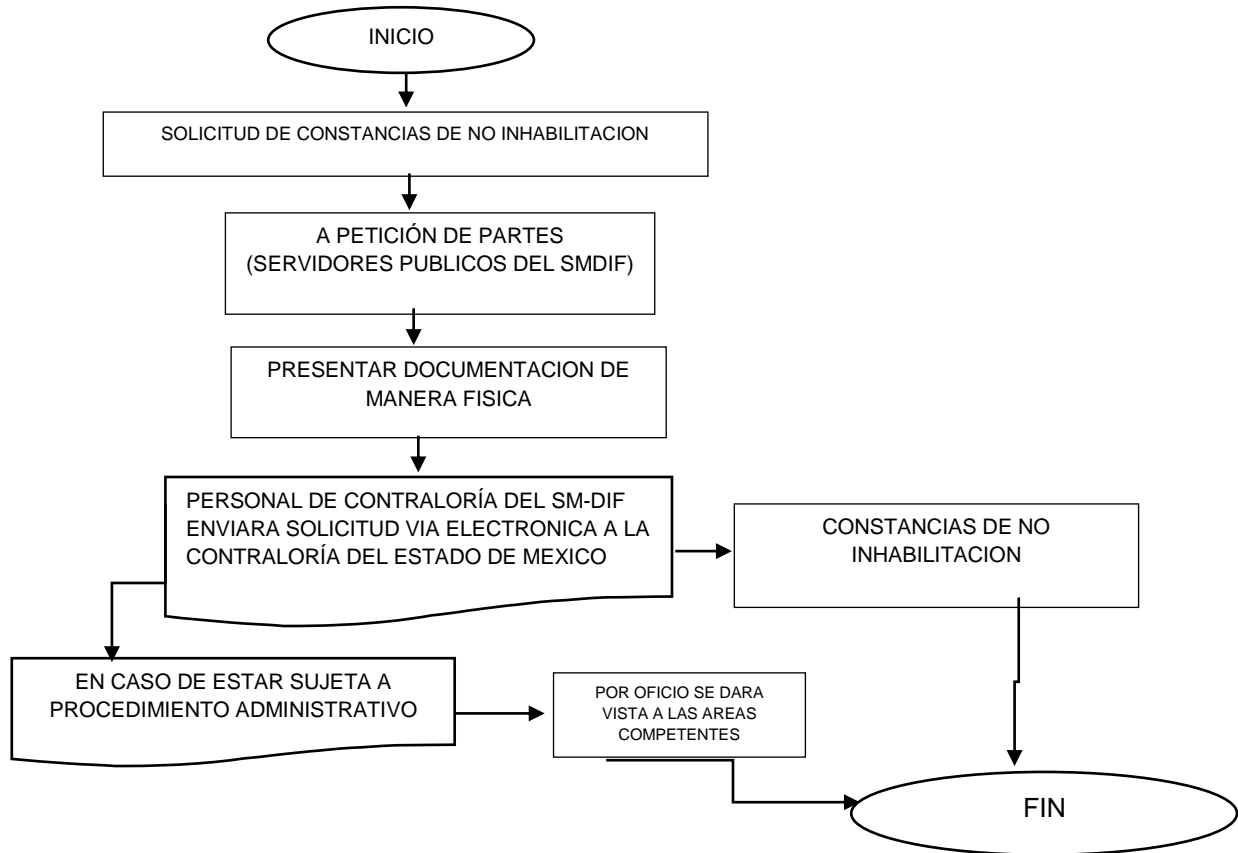 INICIO
SOLICITUD DE CONSTANCIAS DE NO INHABILITACION
A PETICIÓN DE PARTES
(SERVIDORES PUBLICOS DEL SMDIF)
PRESENTAR DOCUMENTACION DE
MANERA FISICA
PERSONAL DE CONTRALORÍA DEL SM-DIF
ENVIARA SOLICITUD VIA ELECTRONICA A LA
CONTRALORÍA DEL ESTADO DE MEXICO
CONSTANCIAS DE NO
INHABILITACION
EN CASO DE ESTAR SUJETA A
PROCEDIMIENTO ADMINISTRATIVO
POR OFICIO SE DARA
VISTA A LAS AREAS
COMPETENTES
FIN